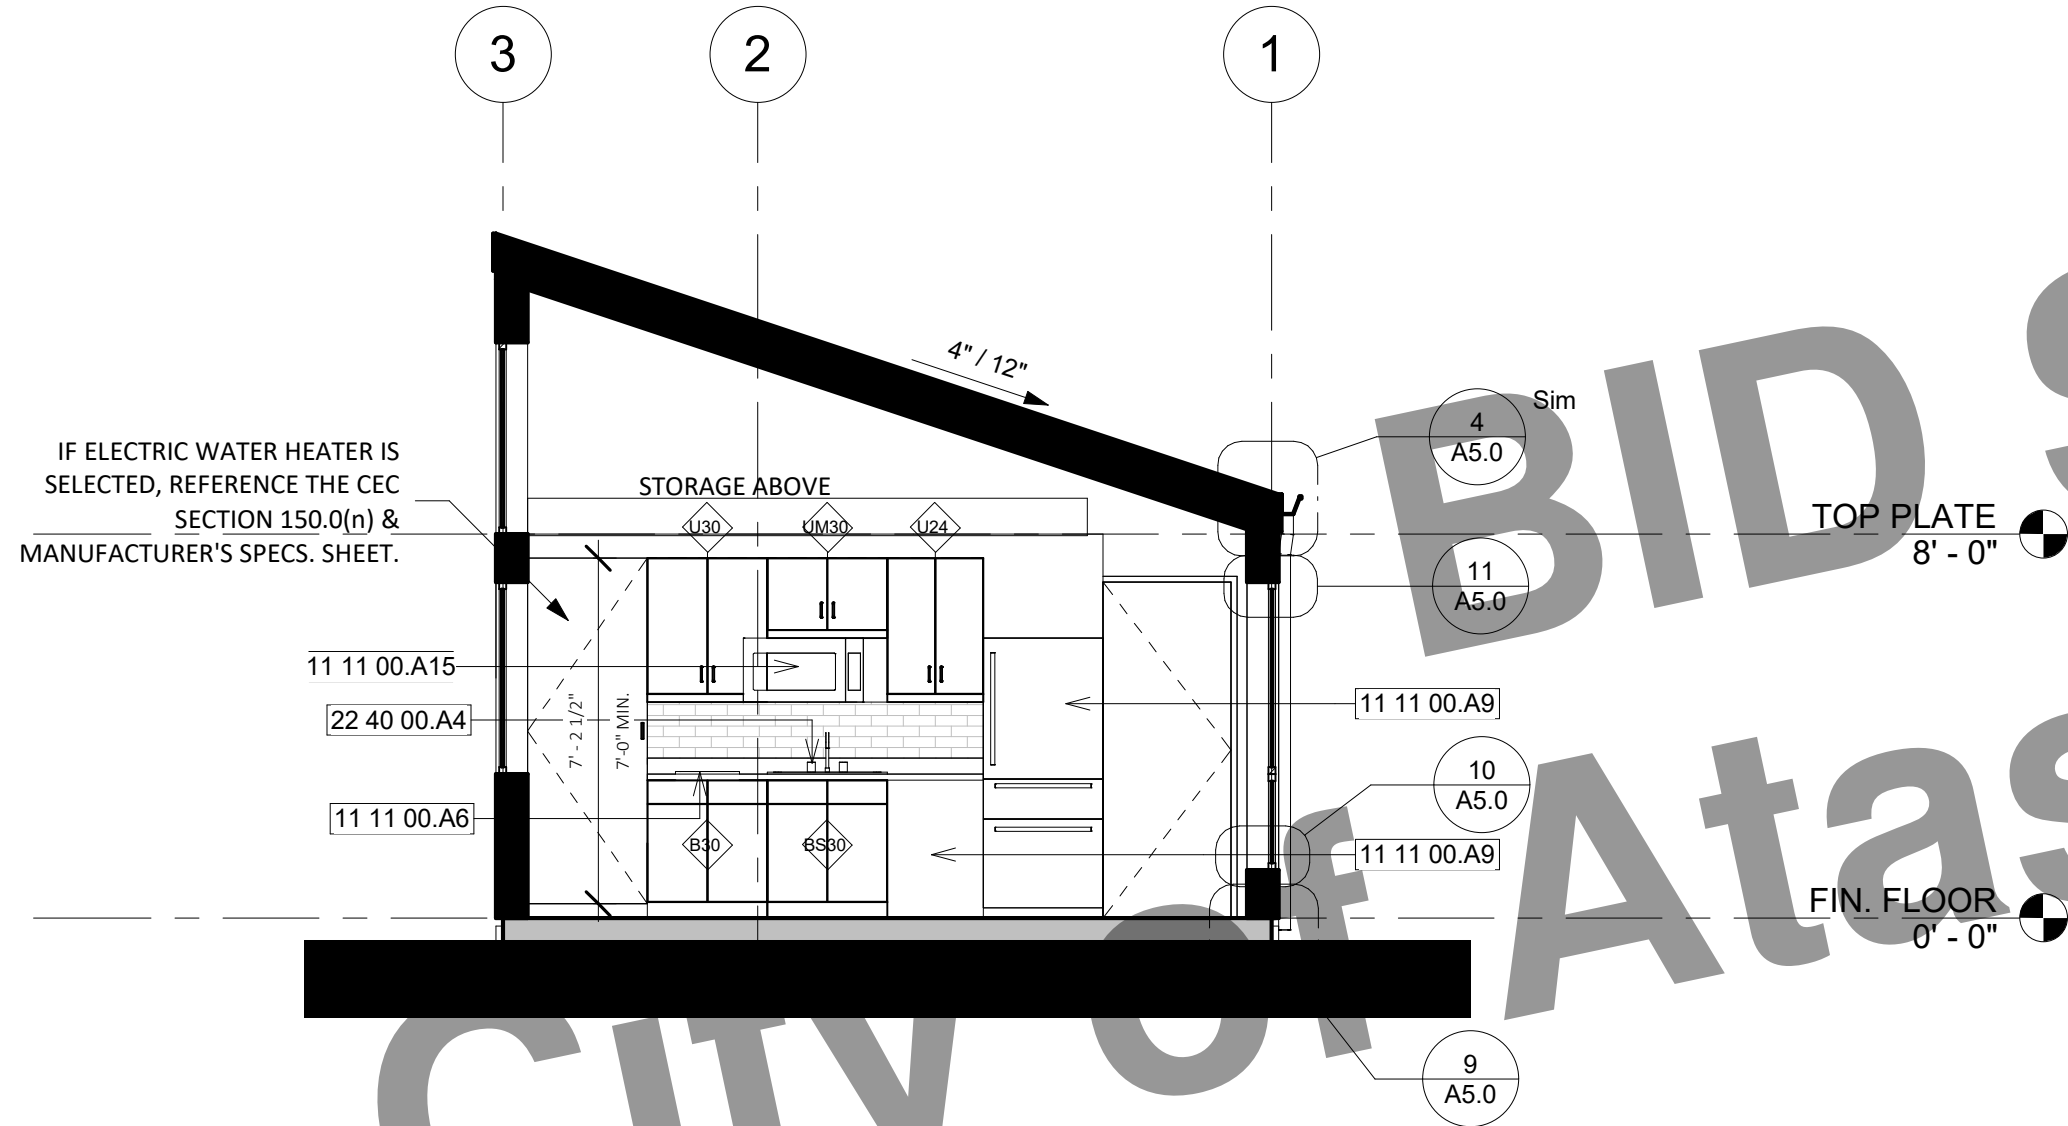 3
2
1
4" / 12"
4
A5.0
Sim
IF ELECTRIC WATER HEATER IS
SELECTED, REFERENCE THE CEC
SECTION 150.0(n) &
MANUFACTURER'S SPECS. SHEET.
STORAGE ABOVE
U30
UM30
U24
TOP PLATE
8' - 0"
11
A5.0
11 11 00.A15
22 40 00.A4
11 11 00.A6
7' - 2 1/2"
7'-0" MIN.
11 11 00.A9
10
A5.0
11 11 00.A9
B30
BS30
FIN. FLOOR
0' - 0"
9
A5.0
BID S
City of Atas